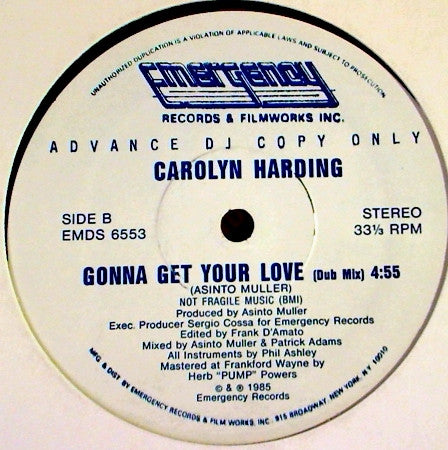 UNAUTHORIZED DUPLICATION IS A VIOLATION OF APPLICABLE LAWS AND SUBJECT TO PROSECUTION
Emergency
RECORDS & FILMWORKS INC.
ADVANCE DJ COPY ONLY
CAROLYN HARDING
SIDE B
EMDS 6553
STEREO
33⅓ RPM
GONNA GET YOUR LOVE (Dub Mix) 4:55
(ASINTO MULLER)
NOT FRAGILE MUSIC (BMI)
Produced by Asinto Muller
Exec. Producer Sergio Cossa for Emergency Records
Edited by Frank D'Amato
Mixed by Asinto Muller & Patrick Adams
All Instruments by Phil Ashley
Mastered at Frankford Wayne by
Herb "PUMP" Powers
© & ℗ 1985
Emergency Records
MFG. & DIST BY EMERGENCY RECORDS & FILM WORKS, INC. 815 BROADWAY, NEW YORK, NY. 10010